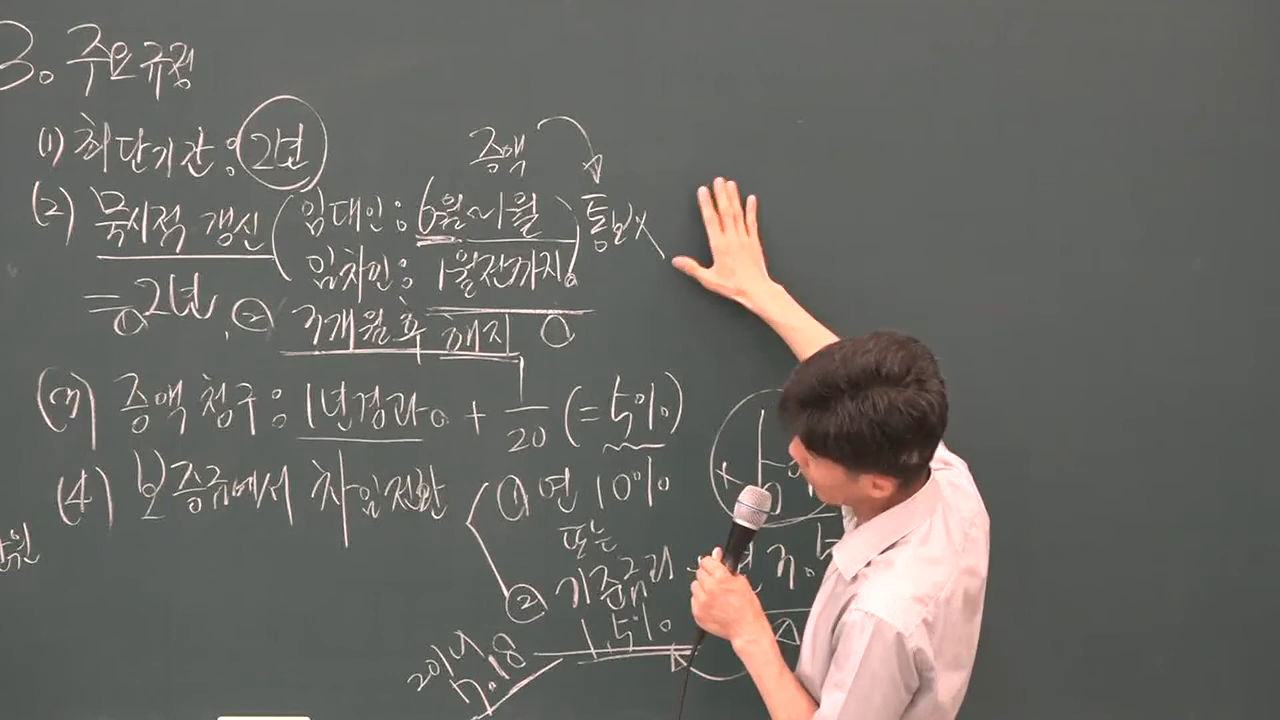 3. 주요규정
(1) 최단기간 : 2년
증액
(2) 묵시적 갱신 ( 임대인 : 6월~1월 ) 통보X
임차인 : 1월전까지
= 2년 ① ② 3개월후 해지
(3) 증액청구 : 1년경과 + /20 (= 5%)
(4) 보증금에서 차임전환 ① 연 10%
또는
② 기준금리 3.5
1.5%